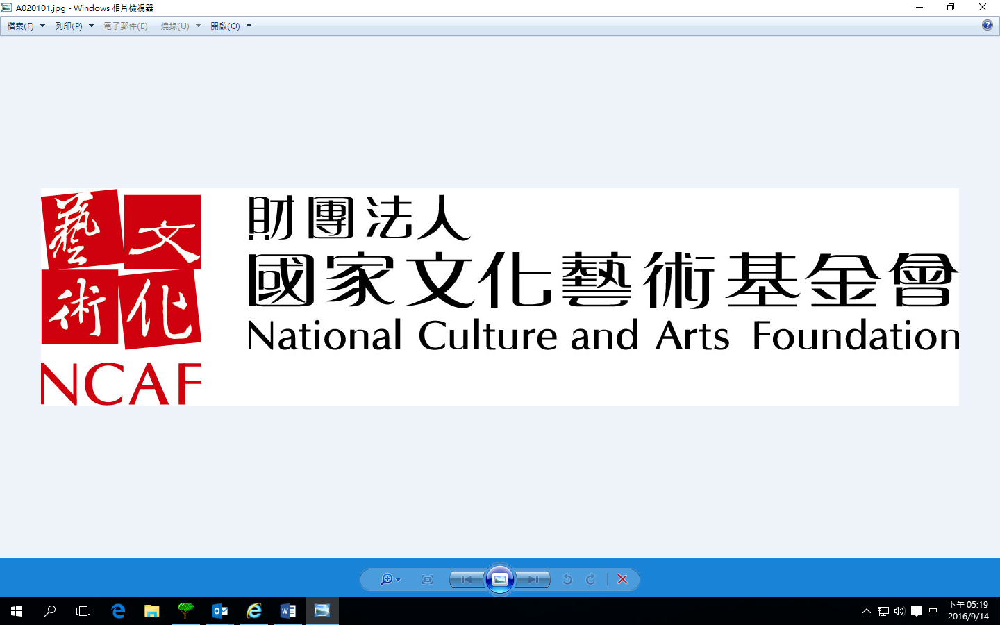 A020101.jpg - Windows 相片檢視器
檔案(F) 列印(P) 電子郵件(E) 燒錄(U) 開啟(O)
藝文
術化
NCAF
財團法人
國家文化藝術基金會
National Culture and Arts Foundation
中
下午 05:19
2016/9/14